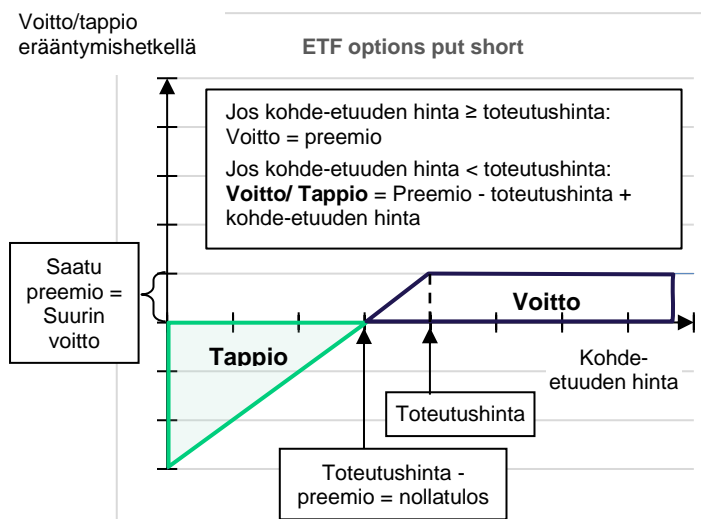 Voitto/tappio
erääntymishetkellä
ETF options put short
Jos kohde-etuuden hinta ≥ toteutushinta:
Voitto = preemio
Jos kohde-etuuden hinta < toteutushinta:
Voitto/ Tappio = Preemio - toteutushinta +
kohde-etuuden hinta
Saatu
preemio =
Suurin
voitto
Voitto
Tappio
Kohde-
etuuden hinta
Toteutushinta
Toteutushinta -
preemio = nollatulos